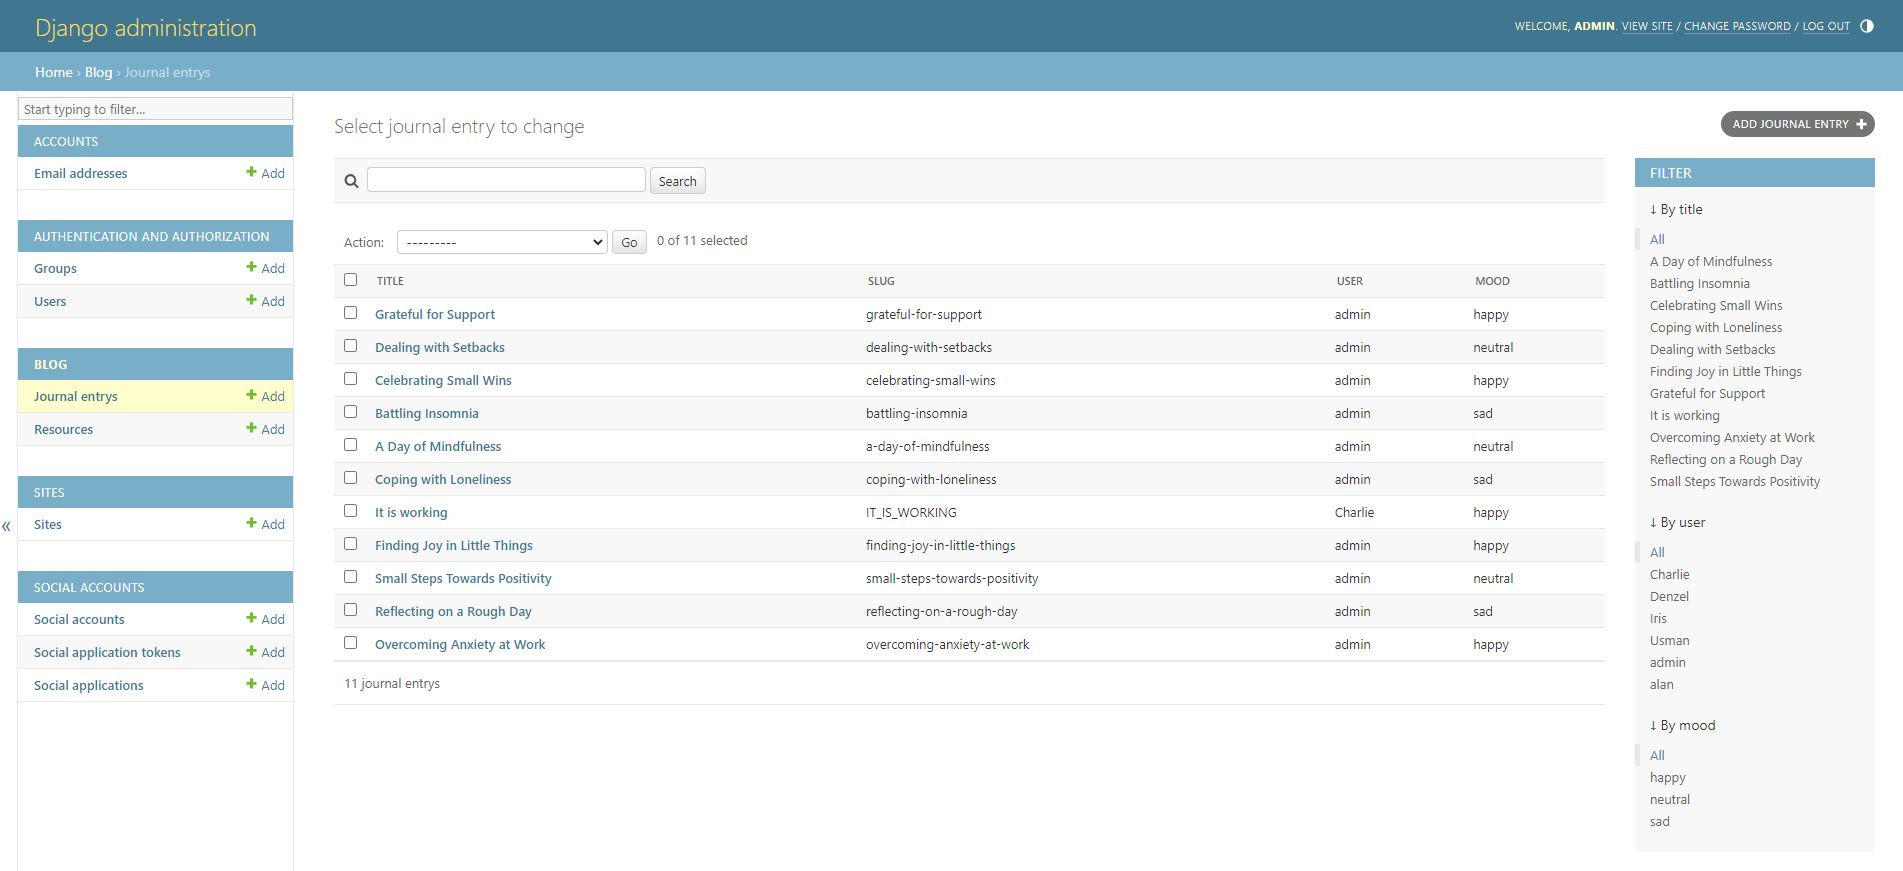 Django administration
WELCOME, ADMIN. VIEW SITE / CHANGE PASSWORD / LOG OUT
Home › Blog › Journal entrys
Start typing to filter...
ACCOUNTS
Email addresses Add
AUTHENTICATION AND AUTHORIZATION
Groups Add
Users Add
BLOG
Journal entrys Add
Resources Add
SITES
Sites Add
SOCIAL ACCOUNTS
Social accounts Add
Social application tokens Add
Social applications Add
«
Select journal entry to change
ADD JOURNAL ENTRY +
Search
Action: --------- Go 0 of 11 selected
TITLE SLUG USER MOOD
Grateful for Support grateful-for-support admin happy
Dealing with Setbacks dealing-with-setbacks admin neutral
Celebrating Small Wins celebrating-small-wins admin happy
Battling Insomnia battling-insomnia admin sad
A Day of Mindfulness a-day-of-mindfulness admin neutral
Coping with Loneliness coping-with-loneliness admin sad
It is working IT_IS_WORKING Charlie happy
Finding Joy in Little Things finding-joy-in-little-things admin happy
Small Steps Towards Positivity small-steps-towards-positivity admin neutral
Reflecting on a Rough Day reflecting-on-a-rough-day admin sad
Overcoming Anxiety at Work overcoming-anxiety-at-work admin happy
11 journal entrys
FILTER
↓ By title
All
A Day of Mindfulness
Battling Insomnia
Celebrating Small Wins
Coping with Loneliness
Dealing with Setbacks
Finding Joy in Little Things
Grateful for Support
It is working
Overcoming Anxiety at Work
Reflecting on a Rough Day
Small Steps Towards Positivity
↓ By user
All
Charlie
Denzel
Iris
Usman
admin
alan
↓ By mood
All
happy
neutral
sad